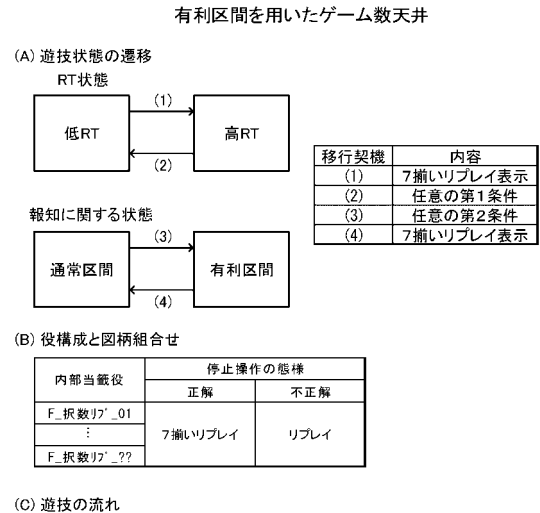 有利区間を用いたゲーム数天井
(A) 遊技状態の遷移
RT状態
低RT
(1)
(2)
高RT
報知に関する状態
通常区間
(3)
(4)
有利区間
移行契機 内容
(1) 7揃いリプレイ表示
(2) 任意の第1条件
(3) 任意の第2条件
(4) 7揃いリプレイ表示
(B) 役構成と図柄組合せ
内部当籤役 停止操作の態様
正解 不正解
F_択数リプ_01
⋮
F_択数リプ_??
7揃いリプレイ リプレイ
(C) 遊技の流れ